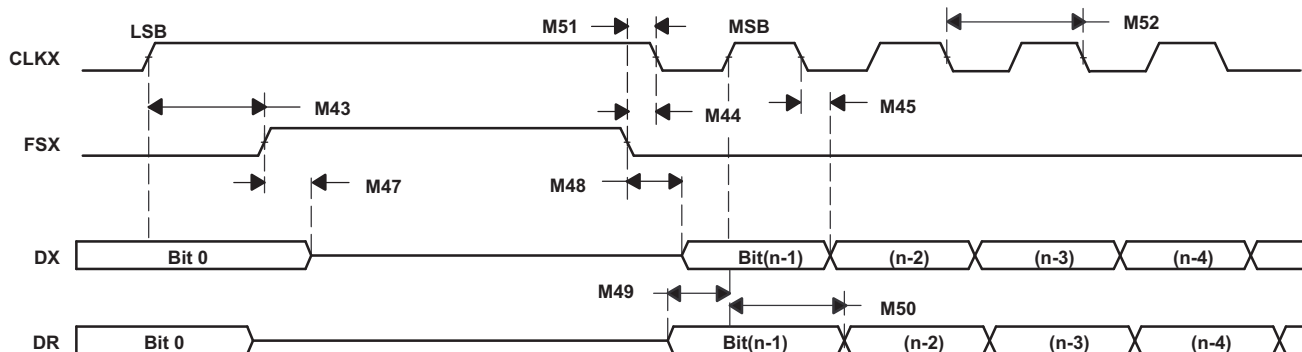 LSB M51 MSB M52
CLKX
M43 M44 M45
FSX
M47 M48
DX Bit 0 Bit(n-1) (n-2) (n-3) (n-4)
M49 M50
DR Bit 0 Bit(n-1) (n-2) (n-3) (n-4)